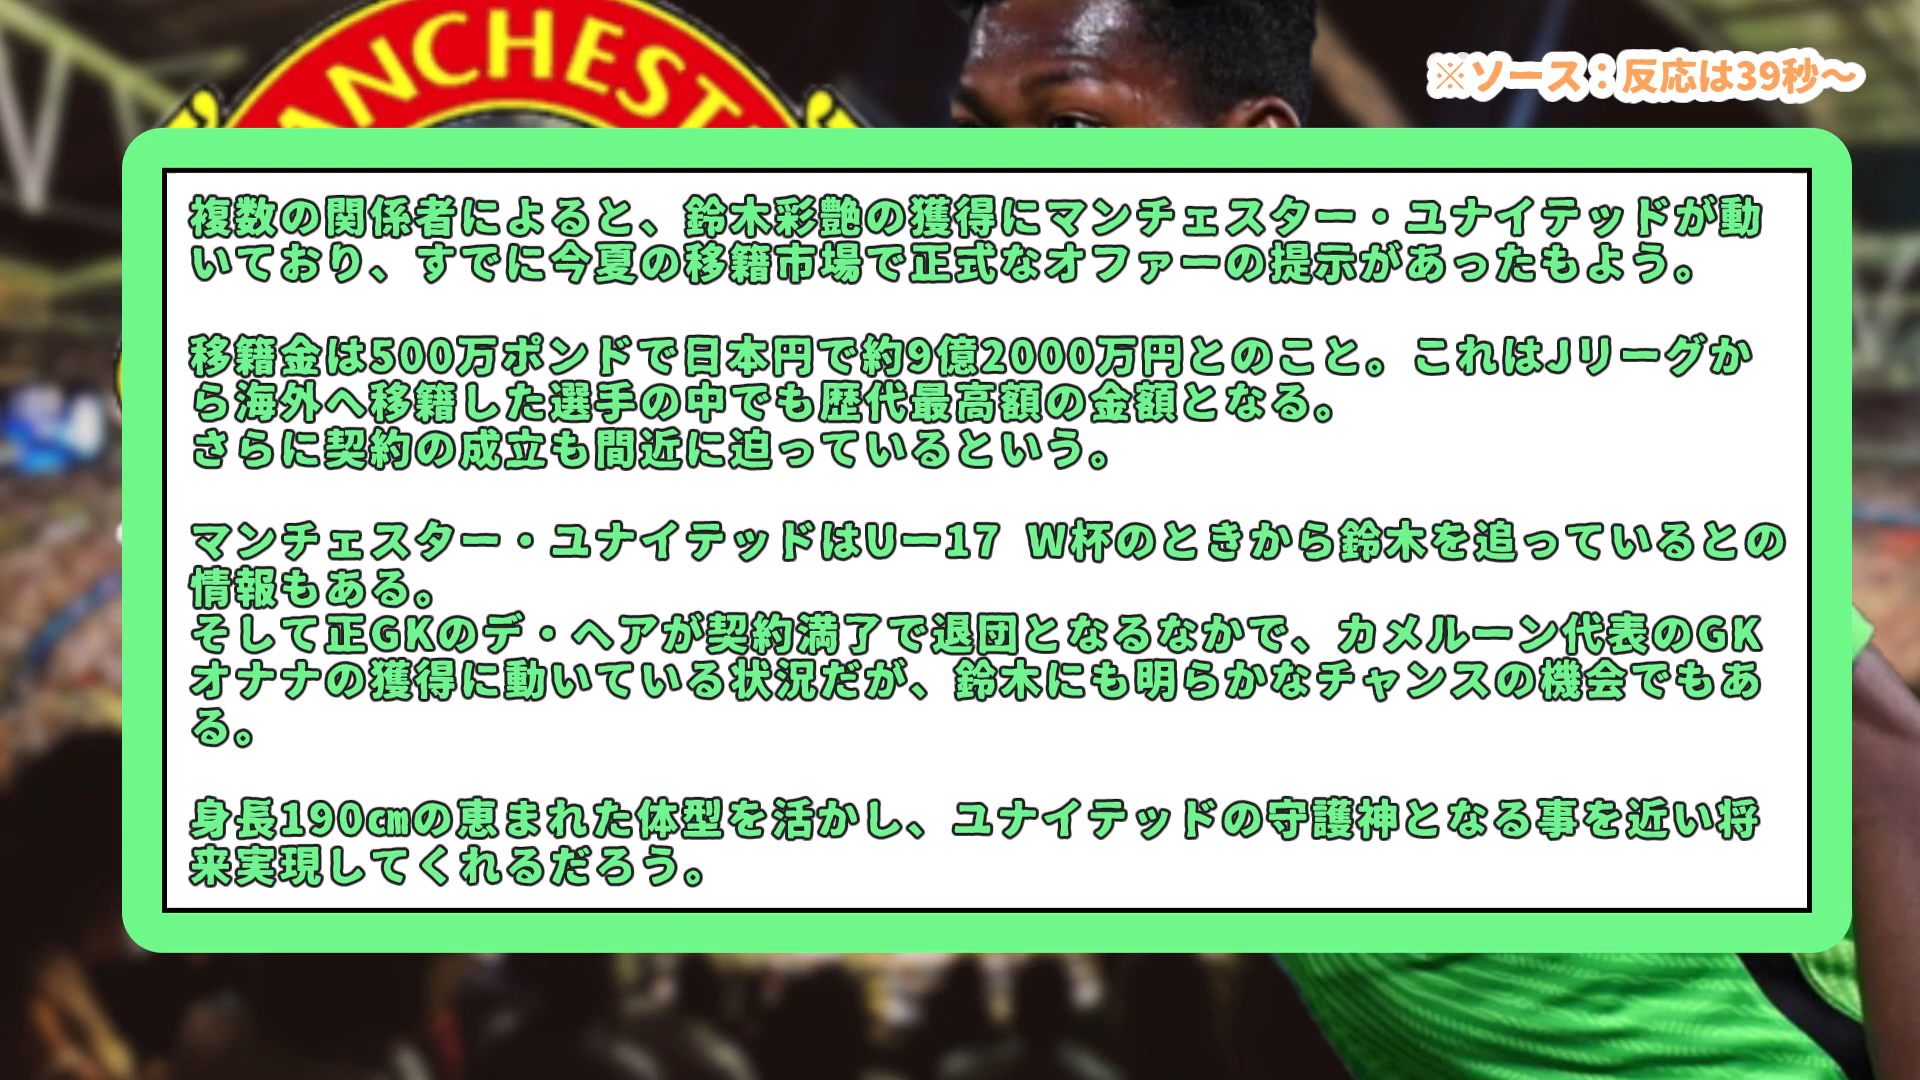 ANCHEST
※ソース：反応は39秒～
複数の関係者によると、鈴木彩艶の獲得にマンチェスター・ユナイテッドが動
いており、すでに今夏の移籍市場で正式なオファーの提示があったもよう。
移籍金は500万ポンドで日本円で約9億2000万円とのこと。これはJリーグか
ら海外へ移籍した選手の中でも歴代最高額の金額となる。
さらに契約の成立も間近に迫っているという。
マンチェスター・ユナイテッドはU－17 W杯のときから鈴木を追っているとの
情報もある。
そして正GKのデ・ヘアが契約満了で退団となるなかで、カメルーン代表のGK
オナナの獲得に動いている状況だが、鈴木にも明らかなチャンスの機会でもあ
る。
身長190㎝の恵まれた体型を活かし、ユナイテッドの守護神となる事を近い将
来実現してくれるだろう。